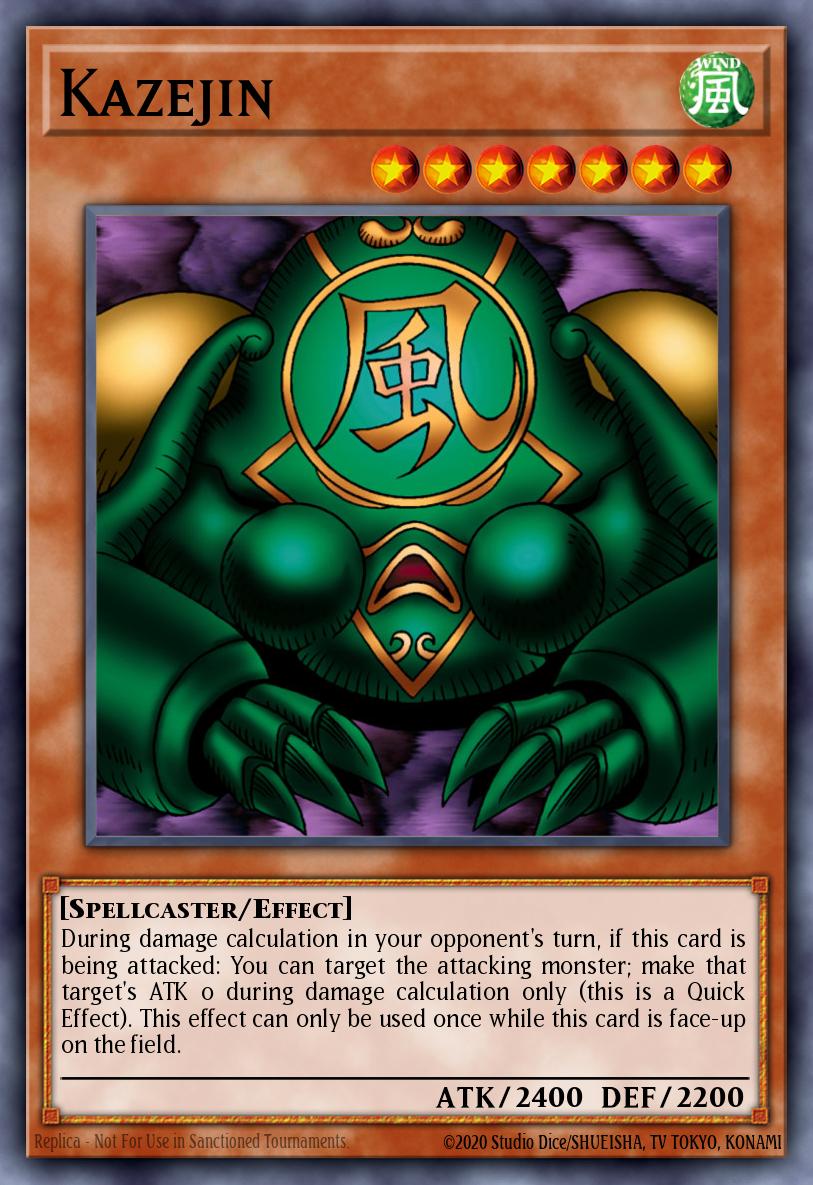 Kazejin
WIND
風
風
[Spellcaster/Effect]
During damage calculation in your opponent's turn, if this card is
being attacked: You can target the attacking monster; make that
target's ATK 0 during damage calculation only (this is a Quick
Effect). This effect can only be used once while this card is face-up
on the field.
ATK/2400 DEF/2200
Replica - Not For Use in Sanctioned Tournaments.
©2020 Studio Dice/SHUEISHA, TV TOKYO, KONAMI